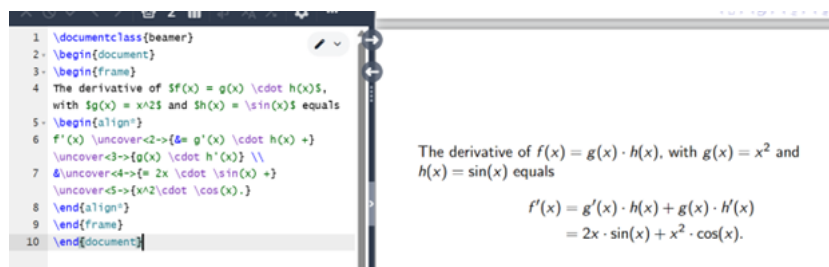 1 \documentclass{beamer}
2 \begin{document}
3 \begin{frame}
4 The derivative of $f(x) = g(x) \cdot h(x)$,
with $g(x) = x^2$ and $h(x) = \sin(x)$ equals
5 \begin{align*}
6 f'(x) \uncover<2->{&= g'(x) \cdot h(x) +}
\uncover<3->{g(x) \cdot h'(x)} \\
7 &\uncover<4->{= 2x \cdot \sin(x) +}
\uncover<5->{x^2\cdot \cos(x).}
8 \end{align*}
9 \end{frame}
10 \end{document}
The derivative of f(x) = g(x) · h(x), with g(x) = x² and
h(x) = sin(x) equals
f′(x) = g′(x) · h(x) + g(x) · h′(x)
= 2x · sin(x) + x² · cos(x).